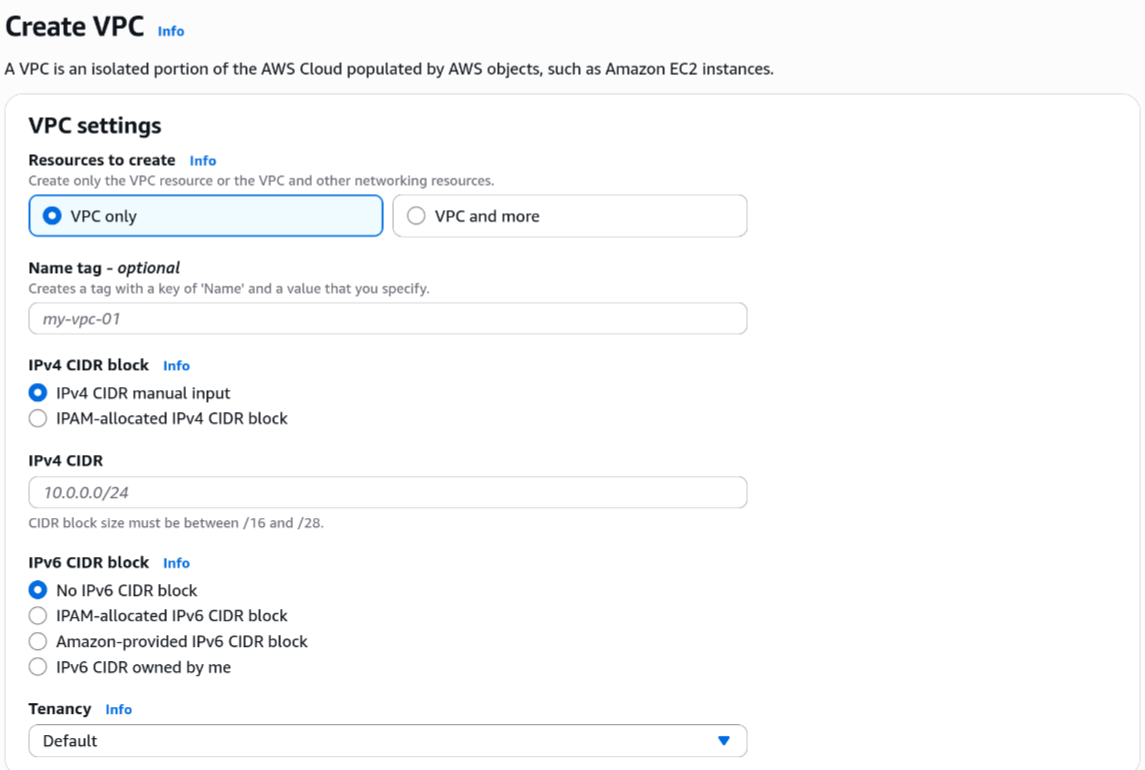 Create VPC Info
A VPC is an isolated portion of the AWS Cloud populated by AWS objects, such as Amazon EC2 instances.
VPC settings
Resources to create Info
Create only the VPC resource or the VPC and other networking resources.
VPC only VPC and more
Name tag - optional
Creates a tag with a key of 'Name' and a value that you specify.
my-vpc-01
IPv4 CIDR block Info
IPv4 CIDR manual input
IPAM-allocated IPv4 CIDR block
IPv4 CIDR
10.0.0.0/24
CIDR block size must be between /16 and /28.
IPv6 CIDR block Info
No IPv6 CIDR block
IPAM-allocated IPv6 CIDR block
Amazon-provided IPv6 CIDR block
IPv6 CIDR owned by me
Tenancy Info
Default